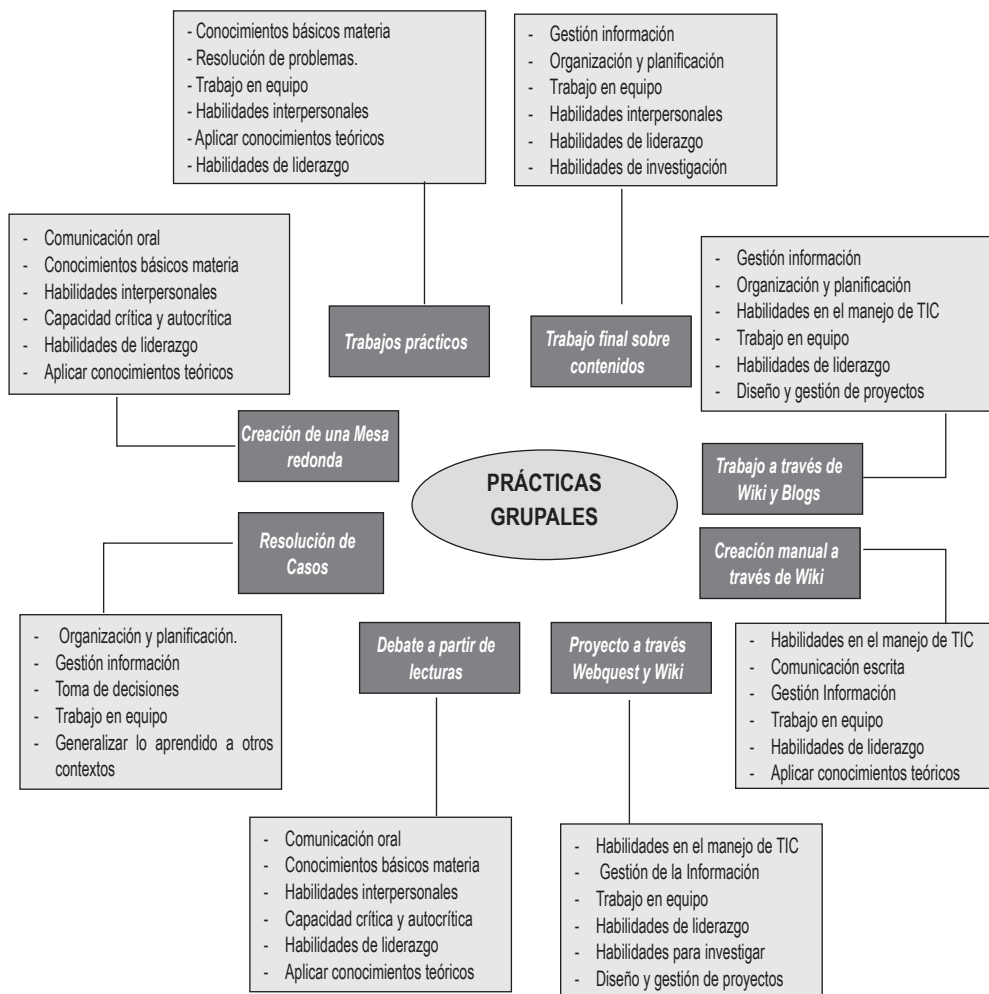 - Conocimientos básicos materia
- Resolución de problemas.
- Trabajo en equipo
- Habilidades interpersonales
- Aplicar conocimientos teóricos
- Habilidades de liderazgo
- Gestión información
- Organización y planificación
- Trabajo en equipo
- Habilidades interpersonales
- Habilidades de liderazgo
- Habilidades de investigación
- Comunicación oral
- Conocimientos básicos materia
- Habilidades interpersonales
- Capacidad crítica y autocrítica
- Habilidades de liderazgo
- Aplicar conocimientos teóricos
- Gestión información
- Organización y planificación
- Habilidades en el manejo de TIC
- Trabajo en equipo
- Habilidades de liderazgo
- Diseño y gestión de proyectos
Trabajos prácticos
Trabajo final sobre
contenidos
Creación de una Mesa
redonda
Trabajo a través de
Wiki y Blogs
PRÁCTICAS
GRUPALES
Resolución de
Casos
Creación manual a
través de Wiki
Debate a partir de
lecturas
Proyecto a través
Webquest y Wiki
- Organización y planificación.
- Gestión información
- Toma de decisiones
- Trabajo en equipo
- Generalizar lo aprendido a otros
contextos
- Habilidades en el manejo de TIC
- Comunicación escrita
- Gestión Información
- Trabajo en equipo
- Habilidades de liderazgo
- Aplicar conocimientos teóricos
- Comunicación oral
- Conocimientos básicos materia
- Habilidades interpersonales
- Capacidad crítica y autocrítica
- Habilidades de liderazgo
- Aplicar conocimientos teóricos
- Habilidades en el manejo de TIC
- Gestión de la Información
- Trabajo en equipo
- Habilidades de liderazgo
- Habilidades para investigar
- Diseño y gestión de proyectos